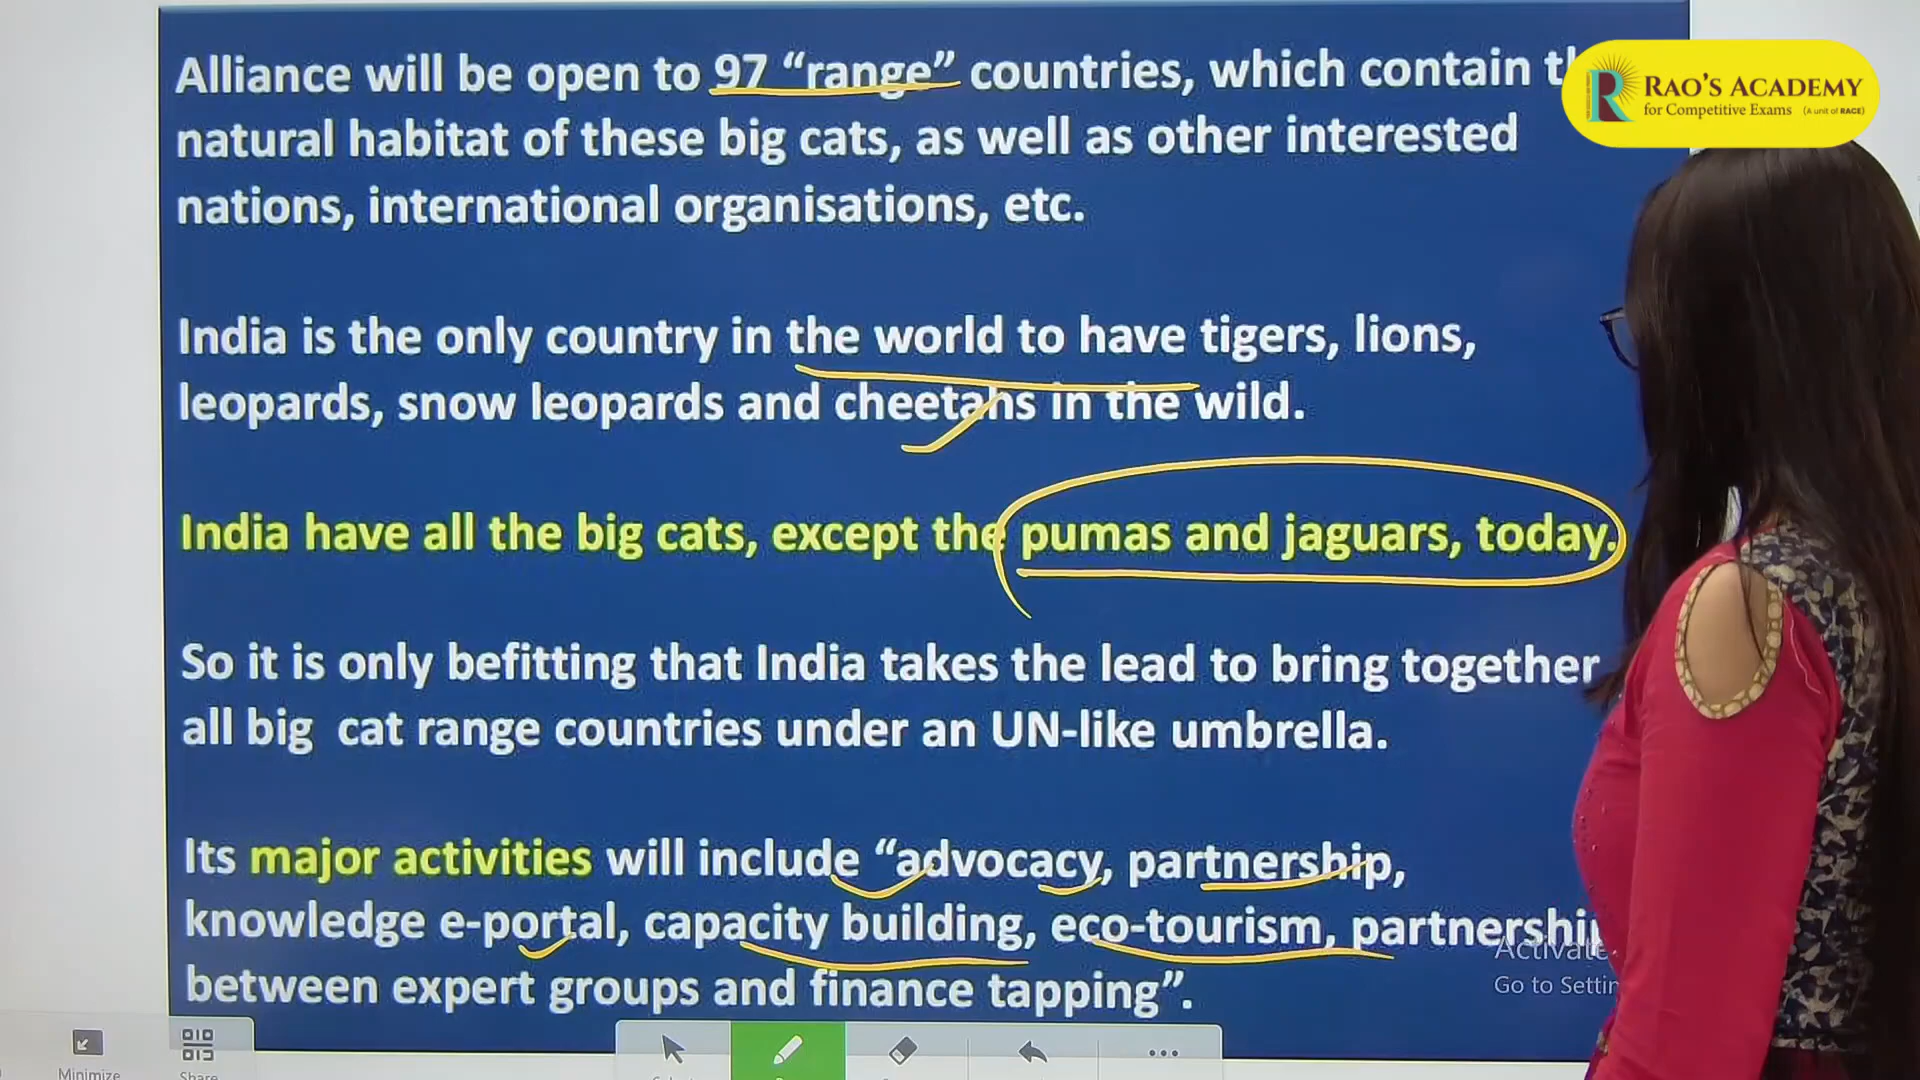 Alliance will be open to 97 “range” countries, which contain
natural habitat of these big cats, as well as other interested
nations, international organisations, etc.
India is the only country in the world to have tigers, lions,
leopards, snow leopards and cheetahs in the wild.
India have all the big cats, except the pumas and jaguars, today.
So it is only befitting that India takes the lead to bring together
all big cat range countries under an UN-like umbrella.
Its major activities will include “advocacy, partnership,
knowledge e-portal, capacity building, eco-tourism,
between expert groups and finance tapping”.
RAO'S ACADEMY
for Competitive Exams (A unit of RACE)
Activate
Go to
Minimize
Share